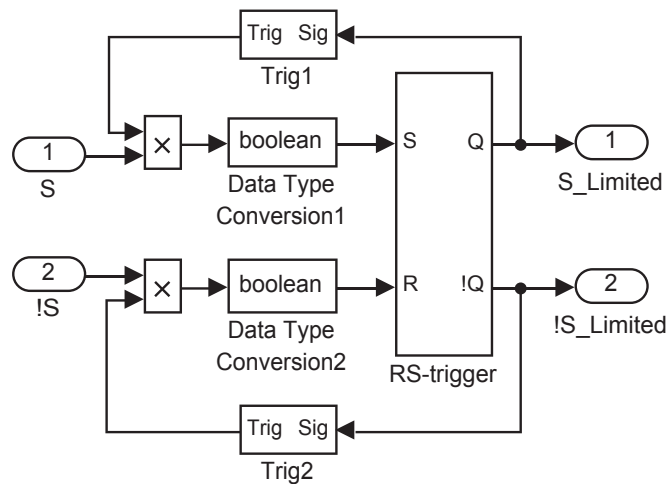 Trig Sig
Trig1
1
S
×
boolean
Data Type
Conversion1
S Q
1
S_Limited
2
!S
×
boolean
Data Type
Conversion2
R !Q
RS-trigger
2
!S_Limited
Trig Sig
Trig2